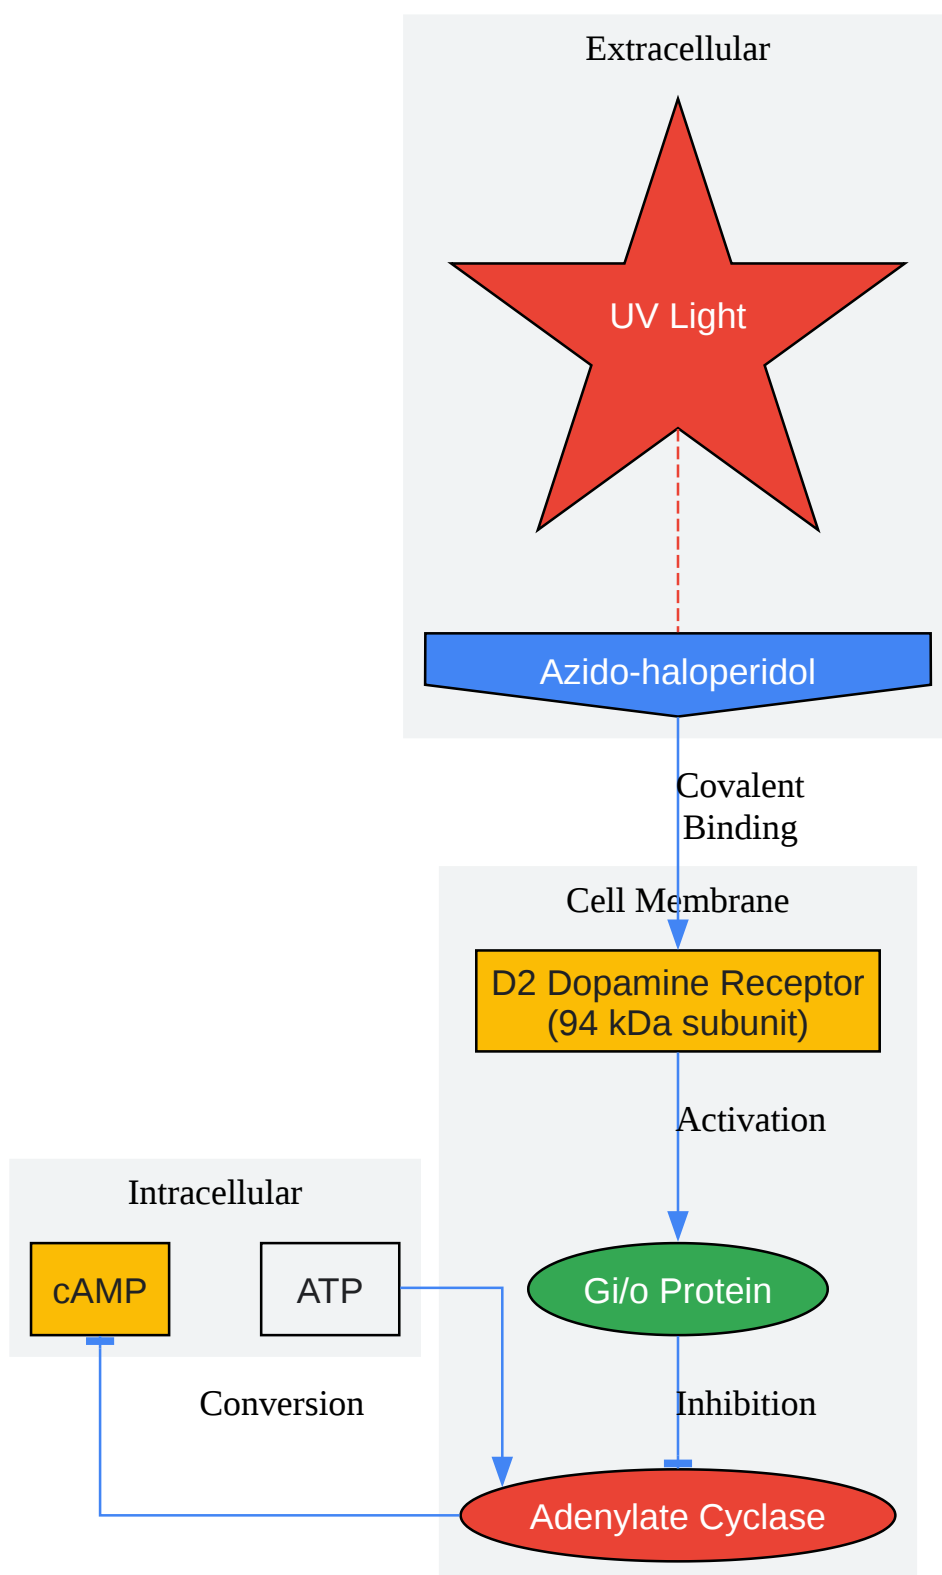 Extracellular
UV Light
Azido-haloperidol
Covalent
Binding
Cell Membrane
D2 Dopamine Receptor
(94 kDa subunit)
Activation
Intracellular
cAMP
ATP
Gi/o Protein
Conversion
Inhibition
Adenylate Cyclase